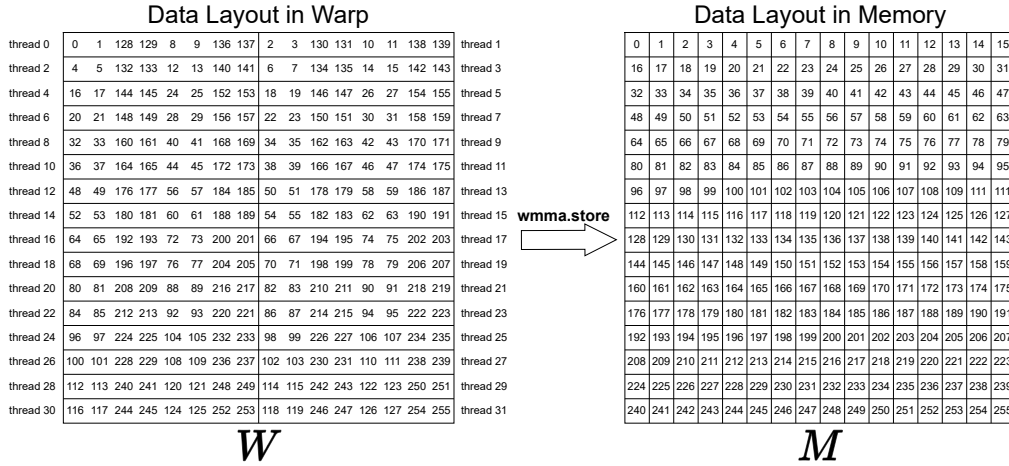 Data Layout in Warp Data Layout in Memory
thread 0 0 1 128 129 8 9 136 137 2 3 130 131 10 11 138 139 thread 1 0 1 2 3 4 5 6 7 8 9 10 11 12 13 14 15
thread 2 4 5 132 133 12 13 140 141 6 7 134 135 14 15 142 143 thread 3 16 17 18 19 20 21 22 23 24 25 26 27 28 29 30 31
thread 4 16 17 144 145 24 25 152 153 18 19 146 147 26 27 154 155 thread 5 32 33 34 35 36 37 38 39 40 41 42 43 44 45 46 47
thread 6 20 21 148 149 28 29 156 157 22 23 150 151 30 31 158 159 thread 7 48 49 50 51 52 53 54 55 56 57 58 59 60 61 62 63
thread 8 32 33 160 161 40 41 168 169 34 35 162 163 42 43 170 171 thread 9 64 65 66 67 68 69 70 71 72 73 74 75 76 77 78 79
thread 10 36 37 164 165 44 45 172 173 38 39 166 167 46 47 174 175 thread 11 80 81 82 83 84 85 86 87 88 89 90 91 92 93 94 95
thread 12 48 49 176 177 56 57 184 185 50 51 178 179 58 59 186 187 thread 13 96 97 98 99 100 101 102 103 104 105 106 107 108 109 111 111
thread 14 52 53 180 181 60 61 188 189 54 55 182 183 62 63 190 191 thread 15 wmma.store 112 113 114 115 116 117 118 119 120 121 122 123 124 125 126 127
thread 16 64 65 192 193 72 73 200 201 66 67 194 195 74 75 202 203 thread 17 128 129 130 131 132 133 134 135 136 137 138 139 140 141 142 143
thread 18 68 69 196 197 76 77 204 205 70 71 198 199 78 79 206 207 thread 19 144 145 146 147 148 149 150 151 152 153 154 155 156 157 158 159
thread 20 80 81 208 209 88 89 216 217 82 83 210 211 90 91 218 219 thread 21 160 161 162 163 164 165 166 167 168 169 170 171 172 173 174 175
thread 22 84 85 212 213 92 93 220 221 86 87 214 215 94 95 222 223 thread 23 176 177 178 179 180 181 182 183 184 185 186 187 188 189 190 191
thread 24 96 97 224 225 104 105 232 233 98 99 226 227 106 107 234 235 thread 25 192 193 194 195 196 197 198 199 200 201 202 203 204 205 206 207
thread 26 100 101 228 229 108 109 236 237 102 103 230 231 110 111 238 239 thread 27 208 209 210 211 212 213 214 215 216 217 218 219 220 221 222 223
thread 28 112 113 240 241 120 121 248 249 114 115 242 243 122 123 250 251 thread 29 224 225 226 227 228 229 230 231 232 233 234 235 236 237 238 239
thread 30 116 117 244 245 124 125 252 253 118 119 246 247 126 127 254 255 thread 31 240 241 242 243 244 245 246 247 248 249 250 251 252 253 254 255
W M